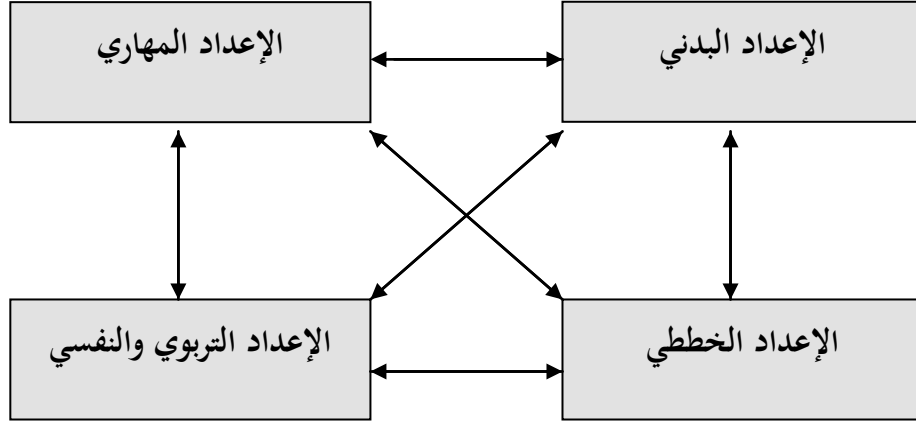 الإعداد البدني
الإعداد المهاري
الإعداد الخططي
الإعداد التربوي والنفسي